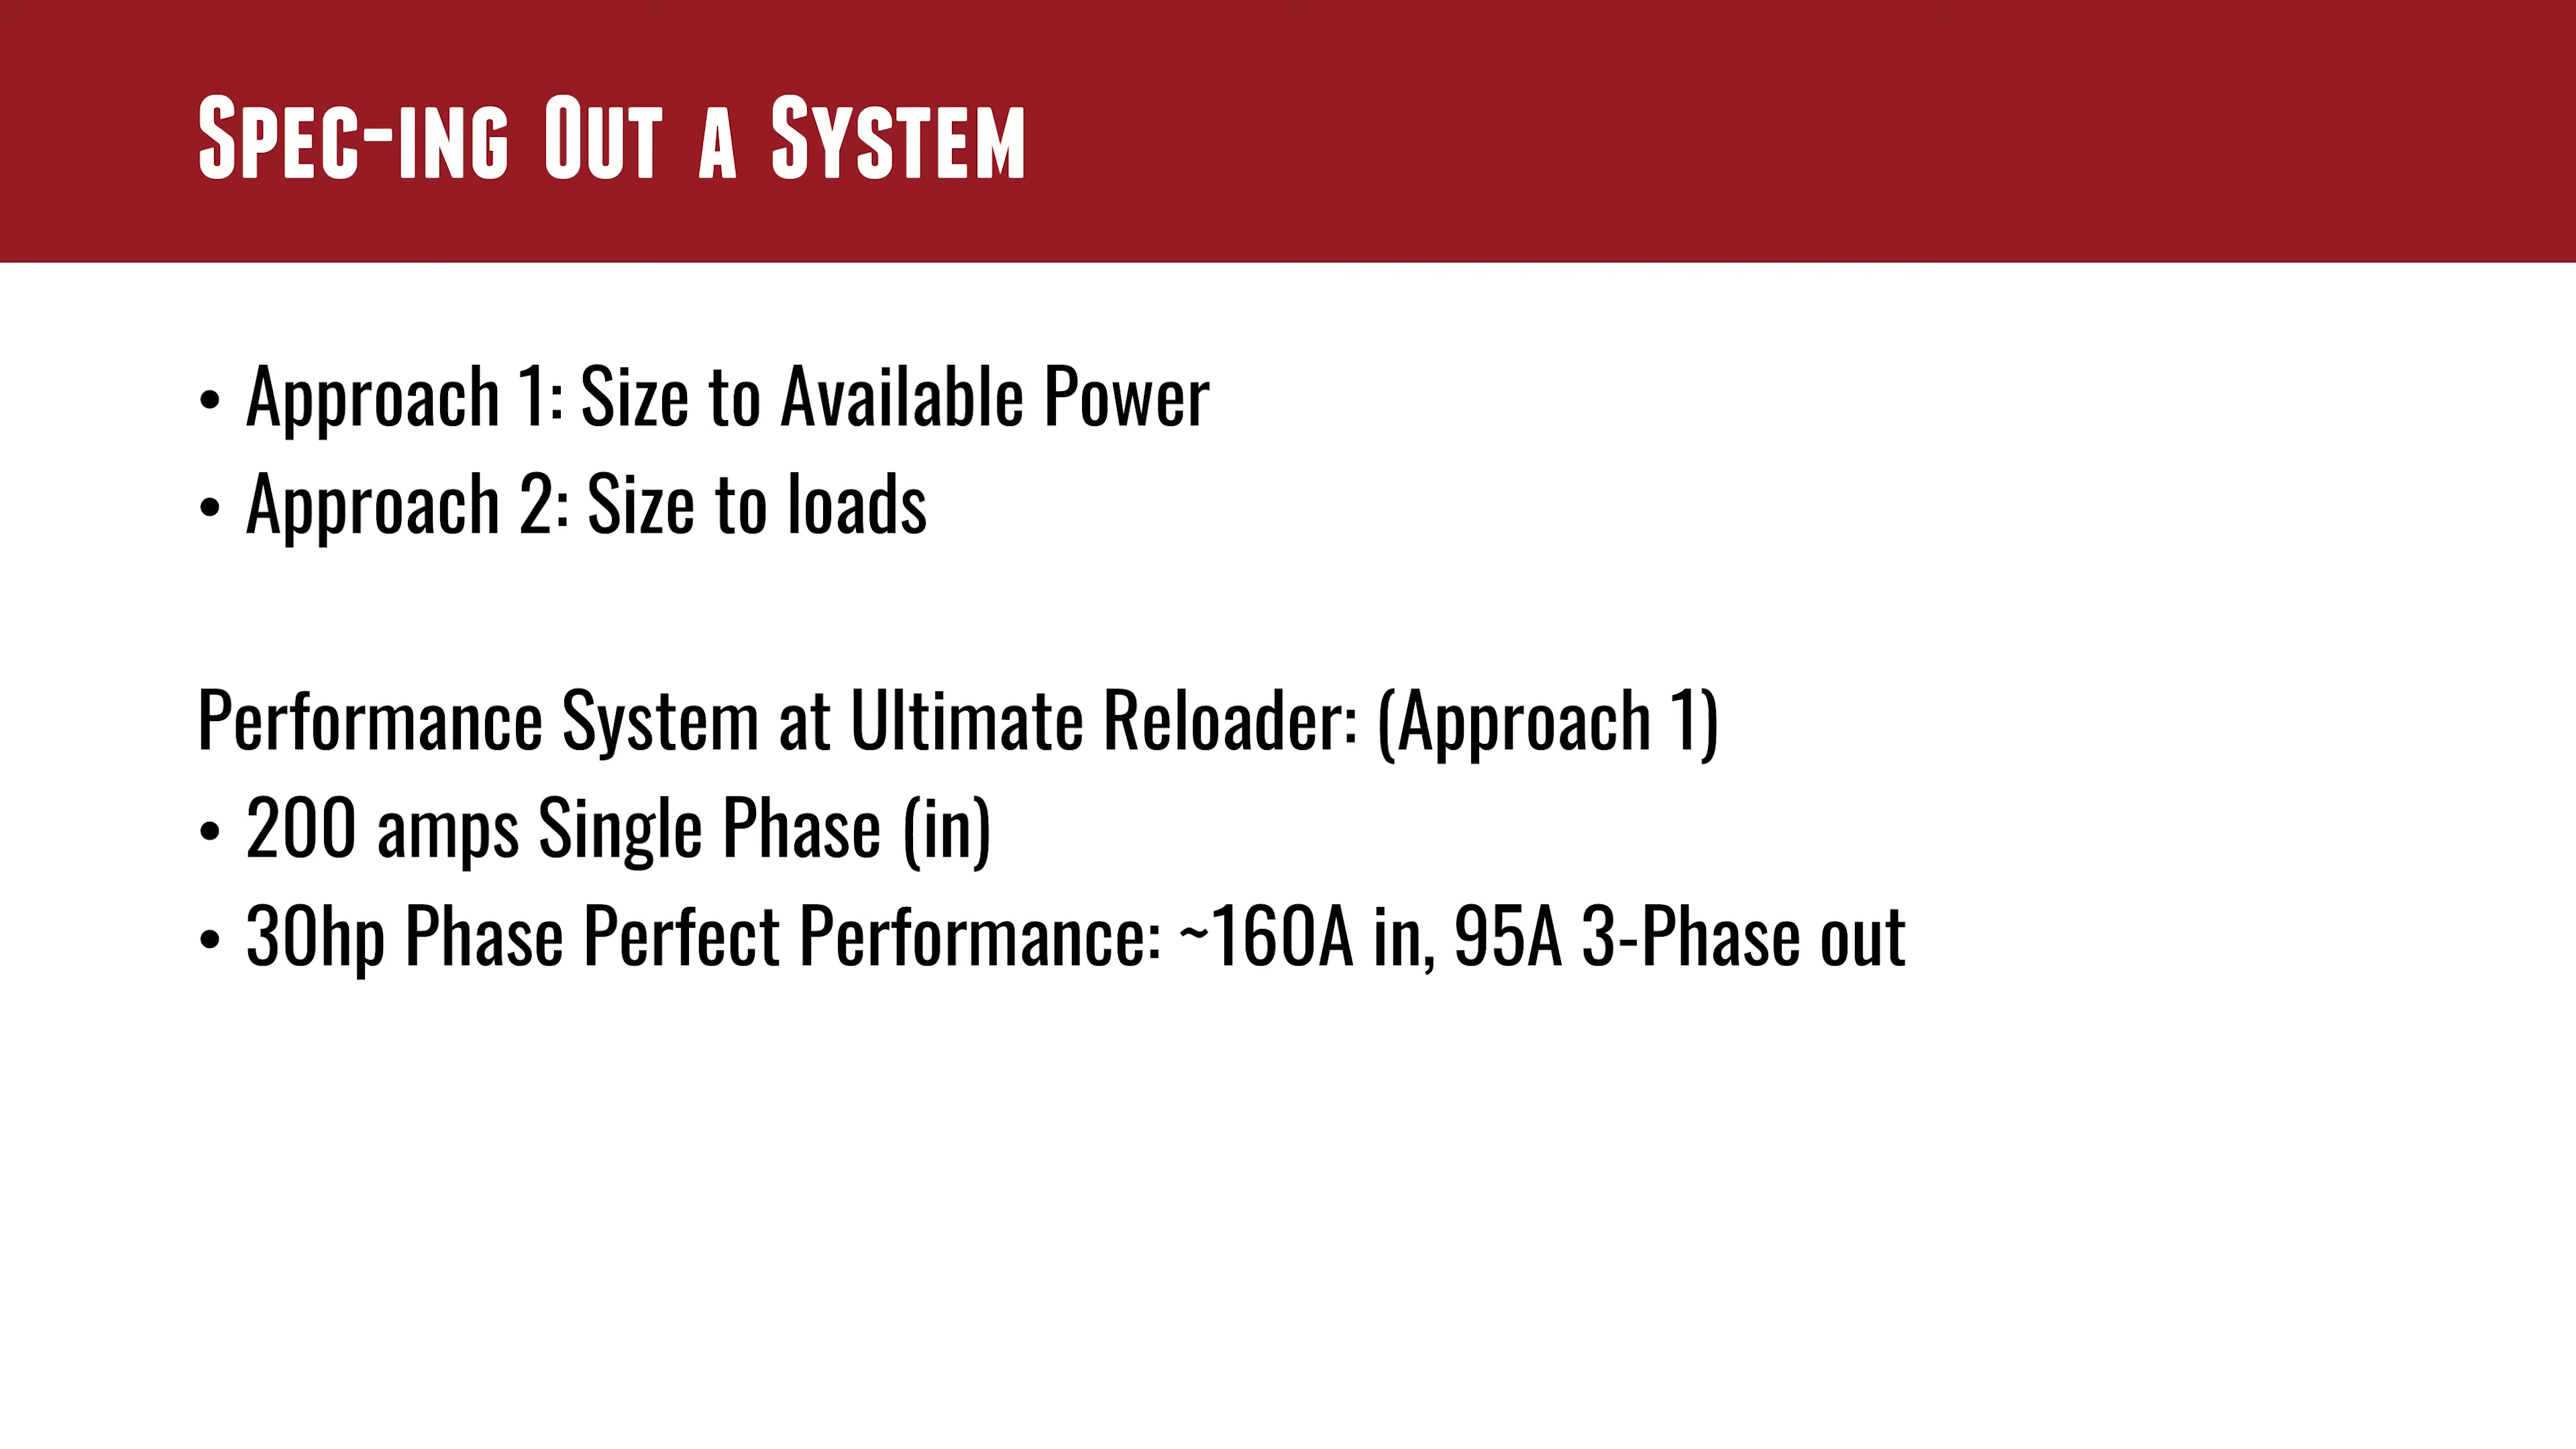 Spec-ing Out a System
• Approach 1: Size to Available Power
• Approach 2: Size to loads
Performance System at Ultimate Reloader: (Approach 1)
• 200 amps Single Phase (in)
• 30hp Phase Perfect Performance: ~160A in, 95A 3-Phase out